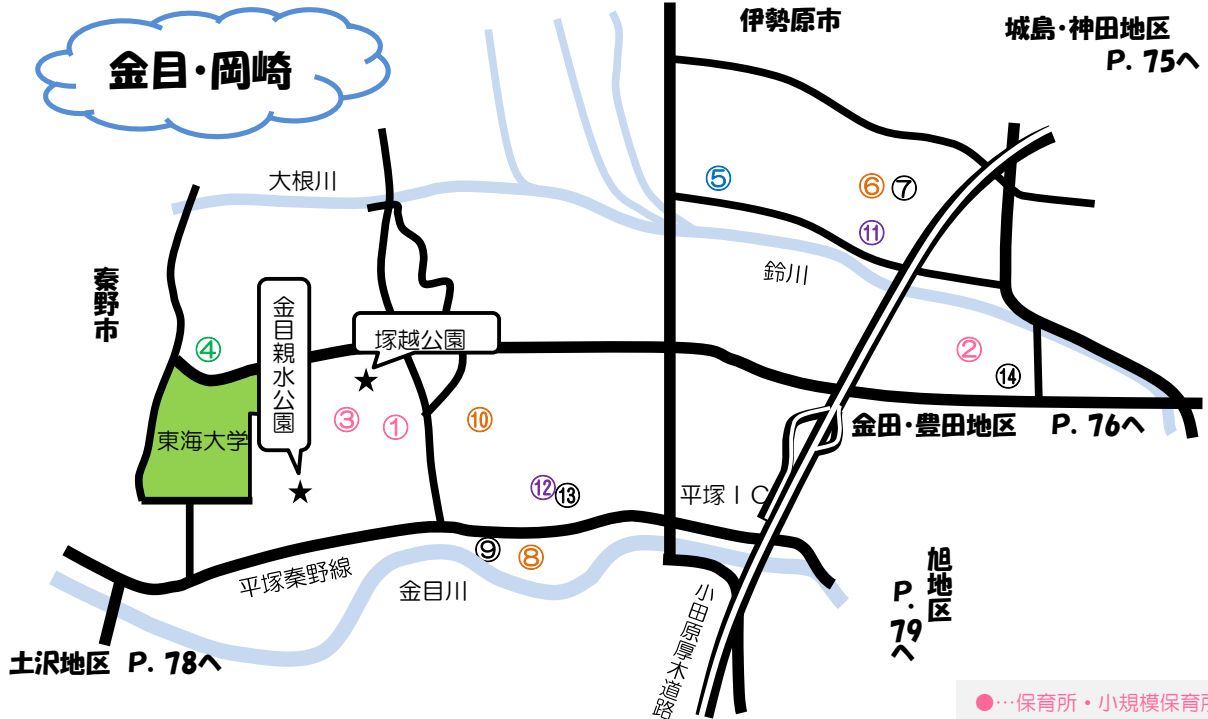 金目・岡崎
伊勢原市
城島・神田地区
P. 75へ
大根川
⑤
⑥
⑦
⑪
鈴川
秦野市
金目親水公園
塚越公園
④
②
⑭
東海大学
③
①
⑩
金田・豊田地区 P. 76へ
⑫
⑬
平塚ＩＣ
⑨
⑧
平塚秦野線
金目川
旭地区
P. 79へ
小田原厚木道路
土沢地区 P. 78へ
●…保育所・小規模保育所